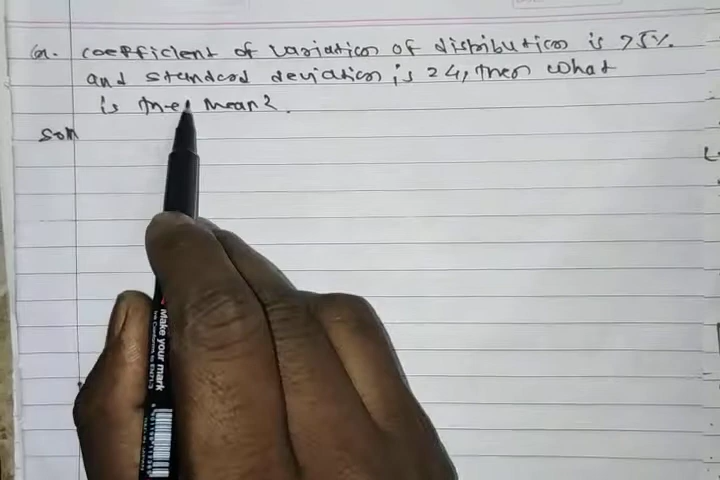 Q. coefficient of variation of distribution is 75%.
and standard deviation is 24, then what
is the mean?
Soln
Make your mark